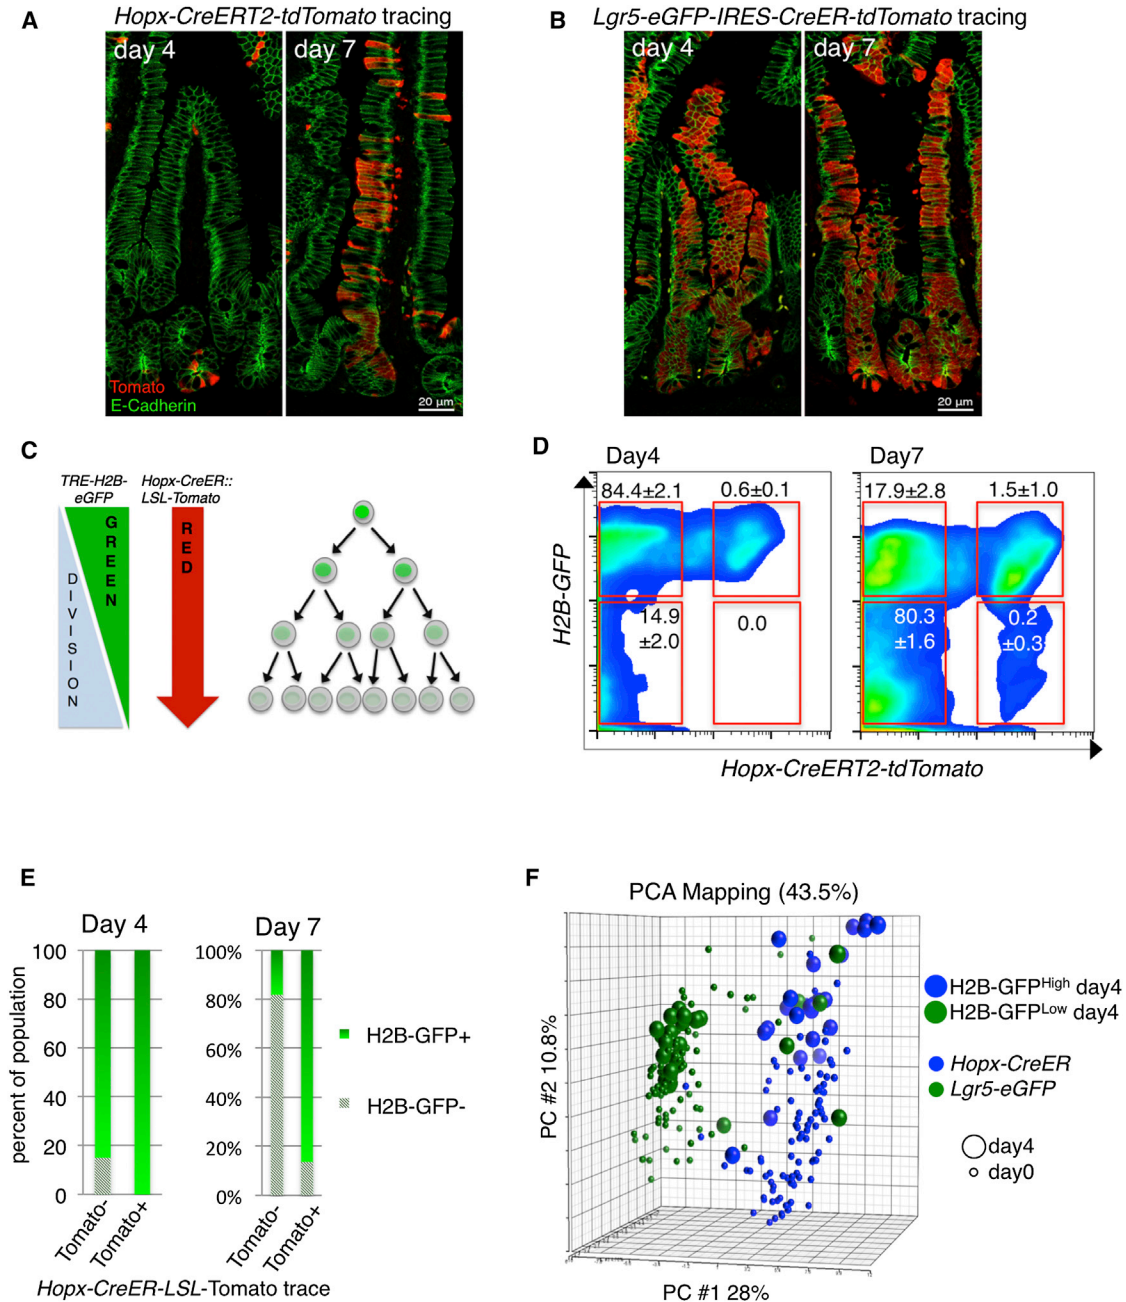 A
Hopx-CreERT2-tdTomato tracing
day 4
day 7
Tomato
E-Cadherin
20 µm
B
Lgr5-eGFP-IRES-CreER-tdTomato tracing
day 4
day 7
20 µm
C
TRE-H2B-
eGFP
Hopx-CreER::
LSL-Tomato
DIVISION
GREEN
RED
D
Day4
Day7
84.4±2.1
0.6±0.1
17.9±2.8
1.5±1.0
14.9
±2.0
0.0
80.3
±1.6
0.2
±0.3
H2B-GFP
Hopx-CreERT2-tdTomato
E
Day 4
Day 7
percent of population
100
80
60
40
20
0
100%
80%
60%
40%
20%
0%
H2B-GFP+
H2B-GFP-
Tomato-
Tomato+
Tomato-
Tomato+
Hopx-CreER-LSL-Tomato trace
F
PCA Mapping (43.5%)
PC #2 10.8%
PC #1 28%
H2B-GFPHigh day4
H2B-GFPLow day4
Hopx-CreER
Lgr5-eGFP
day4
day0